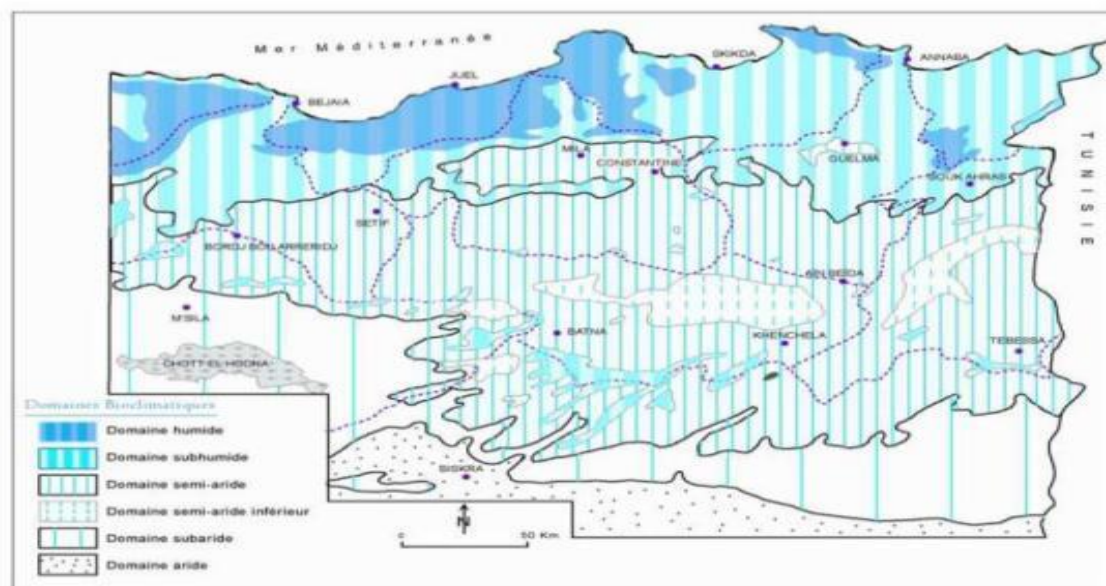 Mer Méditerranée
SKIKDA
ANNABA
JIJEL
BEJAIA
TUNISIE
MILA
CONSTANTINE
GUELMA
SOUK AHRAS
SETIF
BORDJ BOU ARRERIDJ
M'SILA
BATNA
KHENCHELA
TEBESSA
CHOTT-EL-HODNA
Domaines Bioclimatiques
Domaine humide
Domaine subhumide
Domaine semi-aride
Domaine semi-aride inférieur
Domaine subaride
Domaine aride
BISKRA
N
0 50 Km